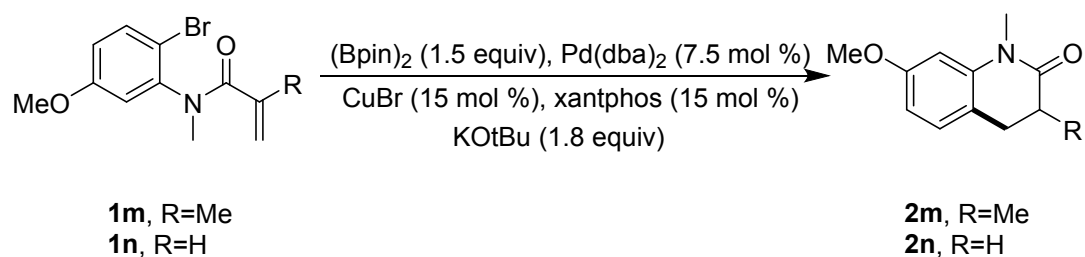 Br
O
R
MeO
N
(Bpin)2 (1.5 equiv), Pd(dba)2 (7.5 mol %)
CuBr (15 mol %), xantphos (15 mol %)
KOtBu (1.8 equiv)
MeO
N
O
R
1m, R=Me
1n, R=H
2m, R=Me
2n, R=H